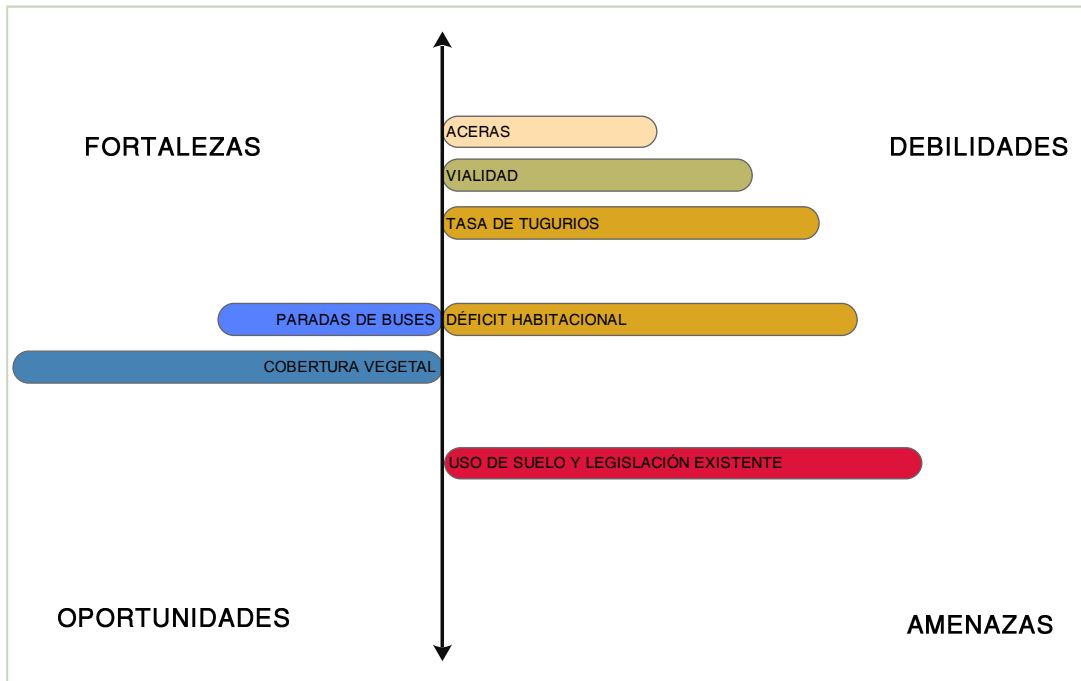 FORTALEZAS
DEBILIDADES
ACERAS
VIALIDAD
TASA DE TUGURIOS
PARADAS DE BUSES
DÉFICIT HABITACIONAL
COBERTURA VEGETAL
USO DE SUELO Y LEGISLACIÓN EXISTENTE
OPORTUNIDADES
AMENAZAS